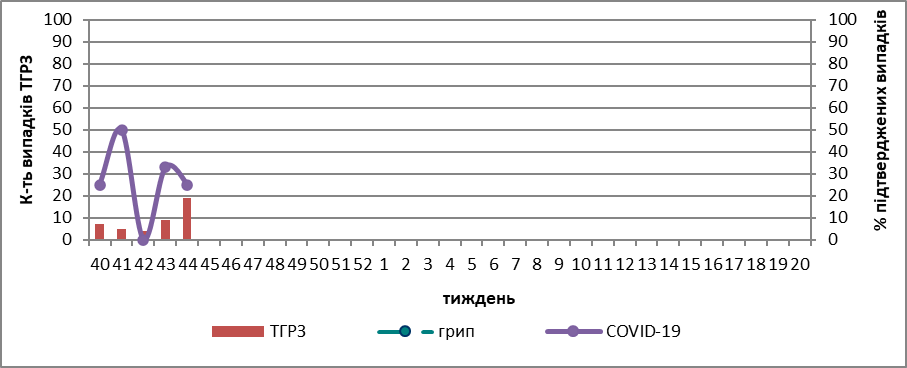 К-ть випадків ТГРЗ
100 100
90 90
80 80
70 70
60 60
50 50
40 40
30 30
20 20
10 10
0 0
% підтверджених випадків
40 41 42 43 44 45 46 47 48 49 50 51 52 1 2 3 4 5 6 7 8 9 10 11 12 13 14 15 16 17 18 19 20
тиждень
ТГРЗ грип COVID-19